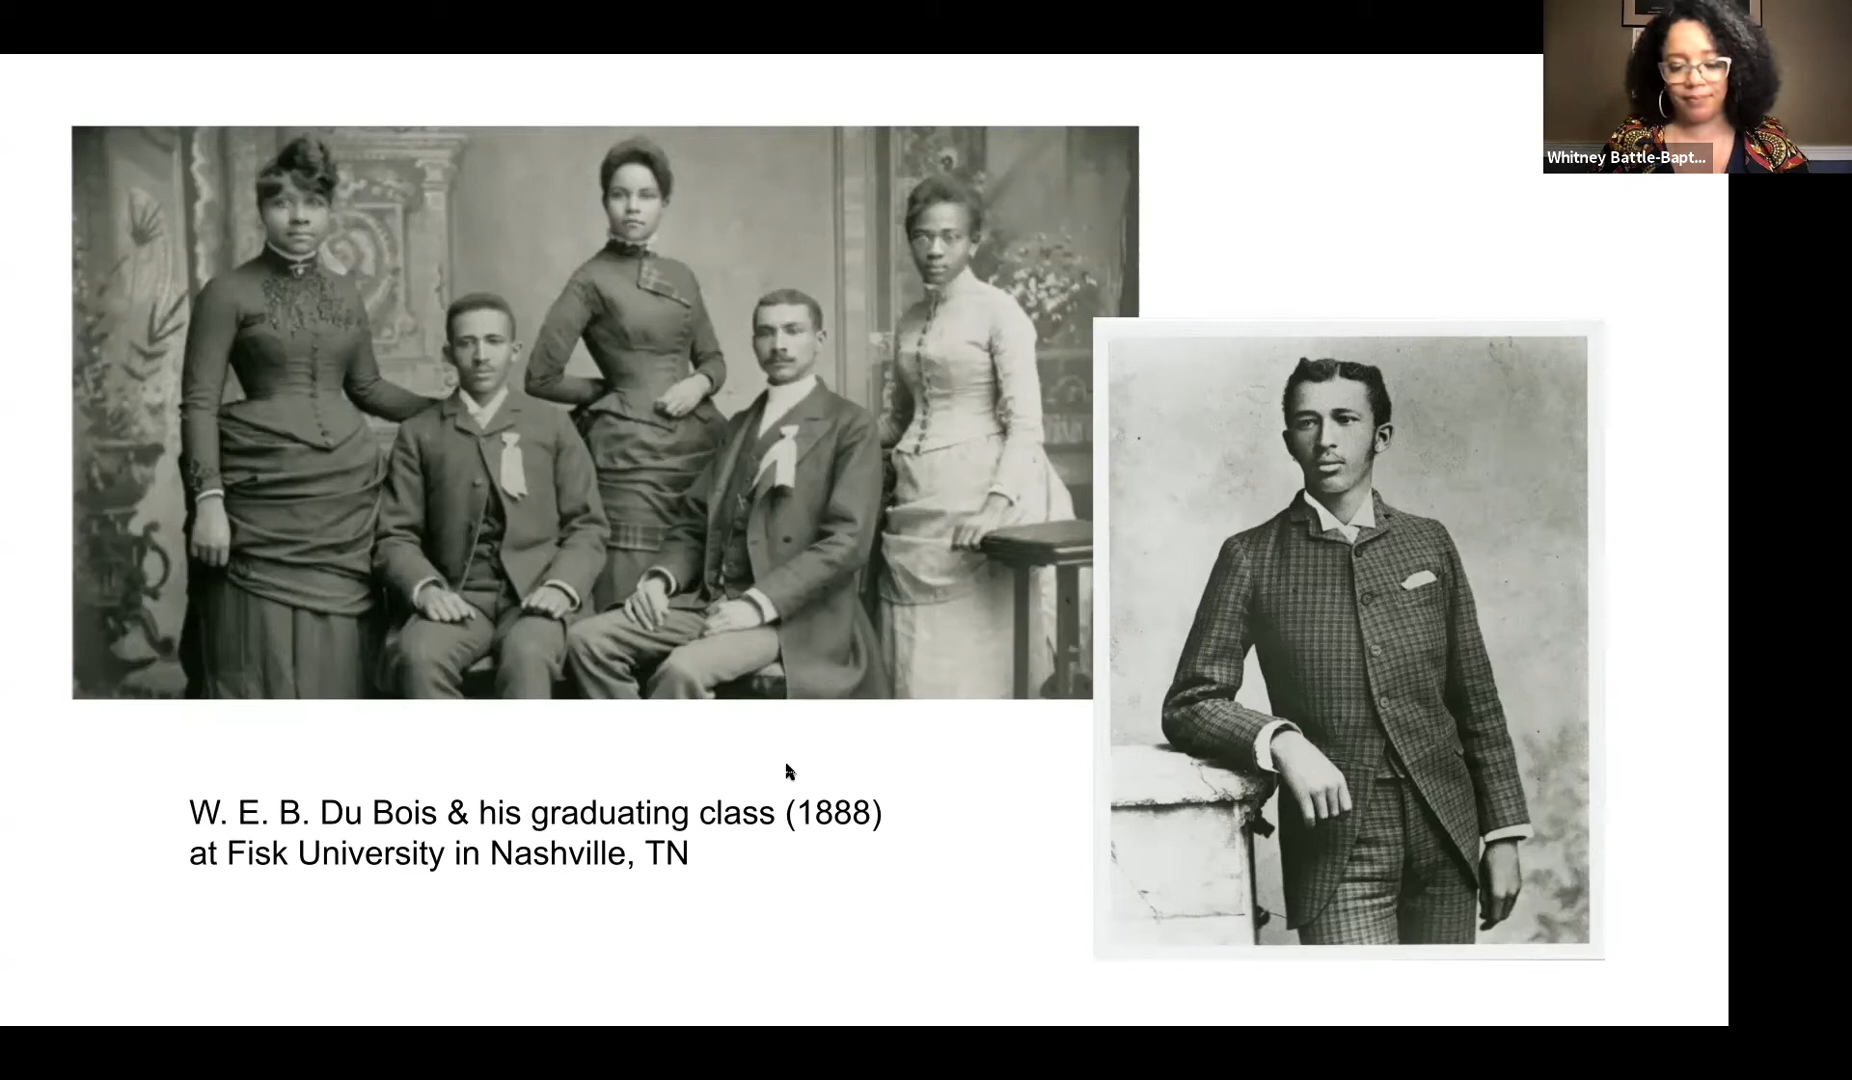 Whitney Battle-Bapt...
W. E. B. Du Bois & his graduating class (1888)
at Fisk University in Nashville, TN